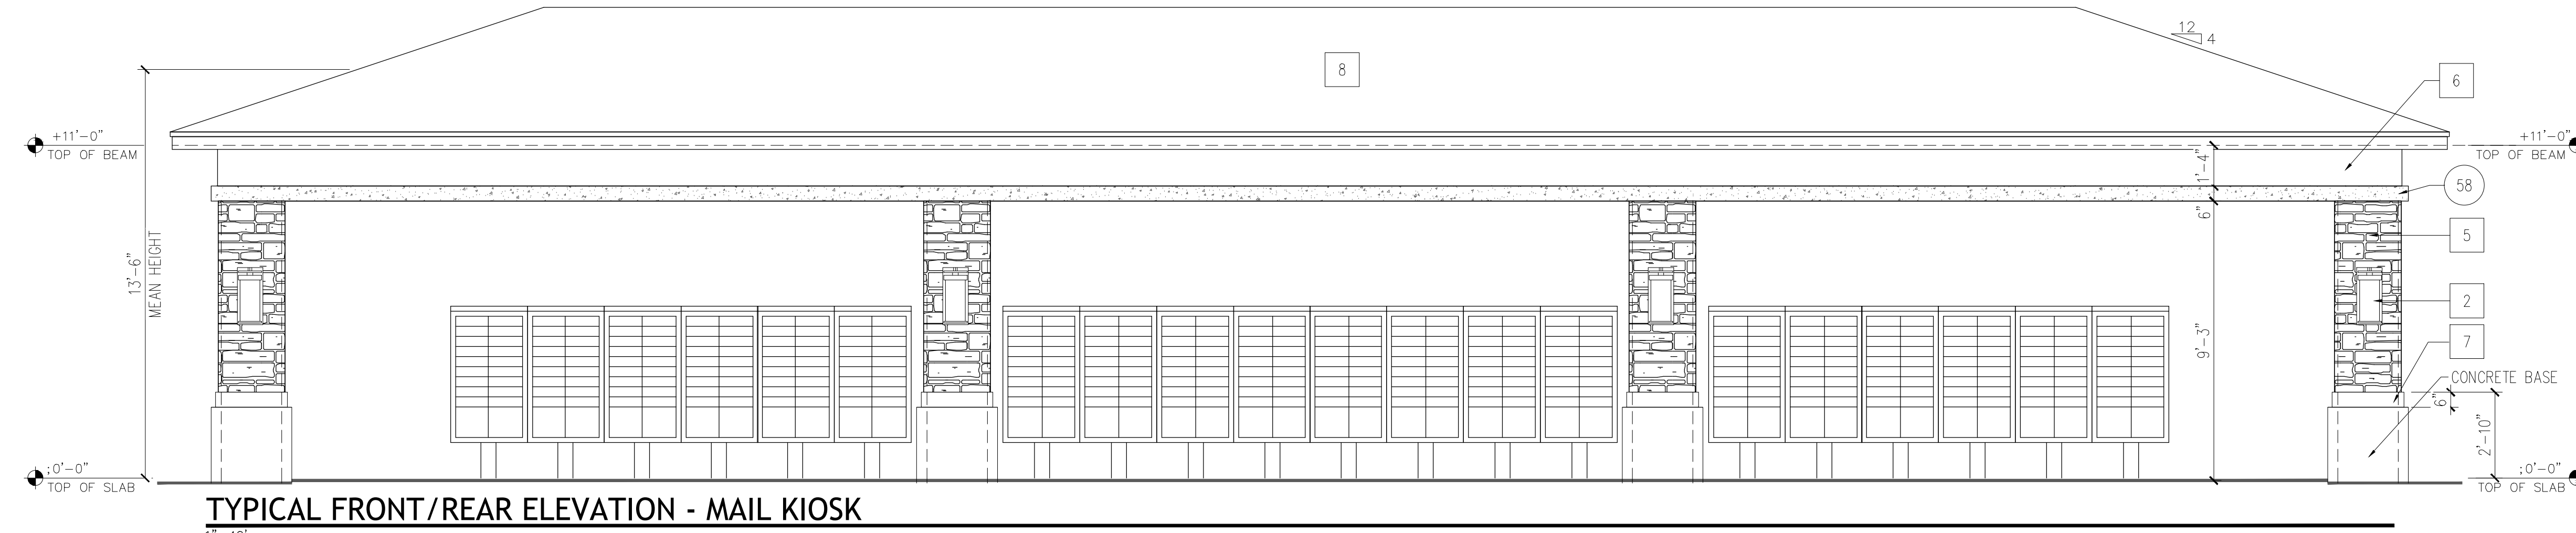 12
4
8
6
+11'-0"
TOP OF BEAM
+11'-0"
TOP OF BEAM
1'-4"
58
6"
5
13'-6"
MEAN HEIGHT
2
9'-3"
7
CONCRETE BASE
6"
2'-10"
;0'-0"
TOP OF SLAB
;0'-0"
TOP OF SLAB
TYPICAL FRONT/REAR ELEVATION - MAIL KIOSK